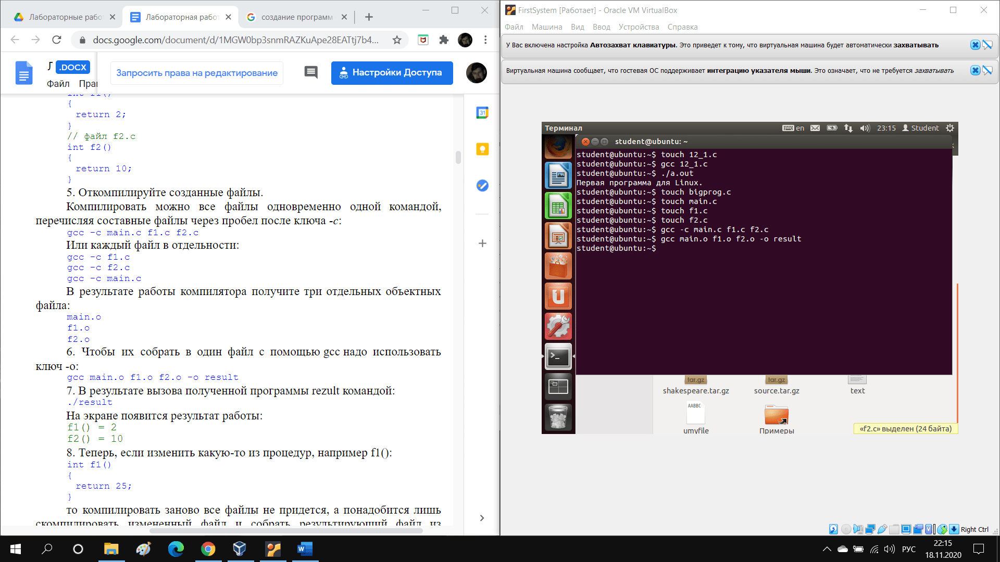 Лабораторные рабо
Лабораторная рабо
создание программ
docs.google.com/document/d/1MGW0bp3snmRAZKuApe28EATtj7b4...
Л .DOCX
Файл Пра
Запросить права на редактирование
Настройки Доступа
int f1()
{
return 2;
}
// файл f2.c
int f2()
{
return 10;
}
5. Откомпилируйте созданные файлы.
Компилировать можно все файлы одновременно одной командой,
перечисляя составные файлы через пробел после ключа -c:
gcc -c main.c f1.c f2.c
Или каждый файл в отдельности:
gcc -c f1.c
gcc -c f2.c
gcc -c main.c
В результате работы компилятора получите три отдельных объектных
файла:
main.o
f1.o
f2.o
6. Чтобы их собрать в один файл с помощью gcc надо использовать
ключ -o:
gcc main.o f1.o f2.o -o result
7. В результате вызова полученной программы rezult командой:
./result
На экране появится результат работы:
f1() = 2
f2() = 10
8. Теперь, если изменить какую-то из процедур, например f1():
int f1()
{
return 25;
}
то компилировать заново все файлы не придется, а понадобится лишь
скомпилировать измененный файл и собрать результирующий файл из
31
FirstSystem [Работает] - Oracle VM VirtualBox
Файл Машина Вид Ввод Устройства Справка
У Вас включена настройка Автозахват клавиатуры. Это приведет к тому, что виртуальная машина будет автоматически захватывать
Виртуальная машина сообщает, что гостевая ОС поддерживает интеграцию указателя мыши. Это означает, что не требуется захватывать
Терминал
en 23:15 Student
student@ubuntu: ~
student@ubuntu:~$ touch 12_1.c
student@ubuntu:~$ gcc 12_1.c
student@ubuntu:~$ ./a.out
Первая программа для Linux.
student@ubuntu:~$ touch bigprog.c
student@ubuntu:~$ touch main.c
student@ubuntu:~$ touch f1.c
student@ubuntu:~$ touch f2.c
student@ubuntu:~$ gcc -c main.c f1.c f2.c
student@ubuntu:~$ gcc main.o f1.o f2.o -o result
student@ubuntu:~$
tar.gz
tar.gz
shakespeare.tar.gz
source.tar.gz
text
AABBC
umyfile
Примеры
«f2.c» выделен (24 байта)
Right Ctrl
РУС
22:15
18.11.2020